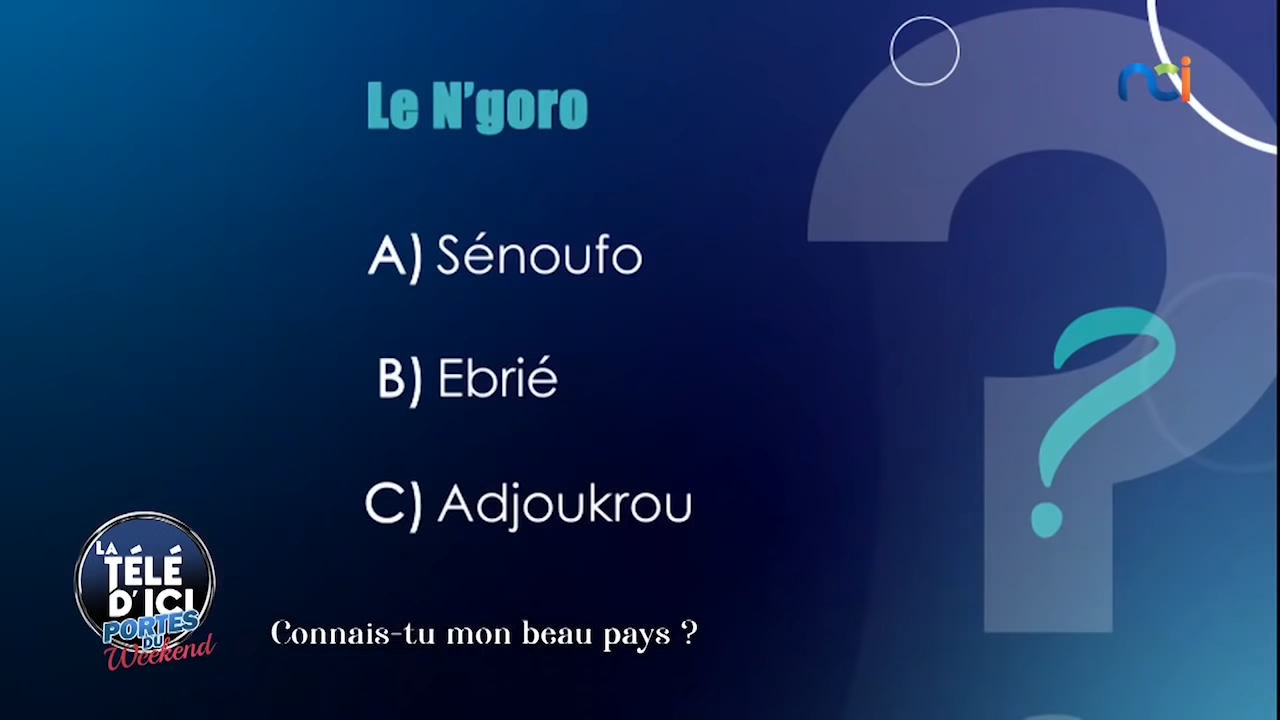 nci
Le N'goro
A) Sénoufo
B) Ebrié
C) Adjoukrou
LA
TÉLÉ
D'ICI
PORTES
DU
Weekend
Connais-tu mon beau pays ?